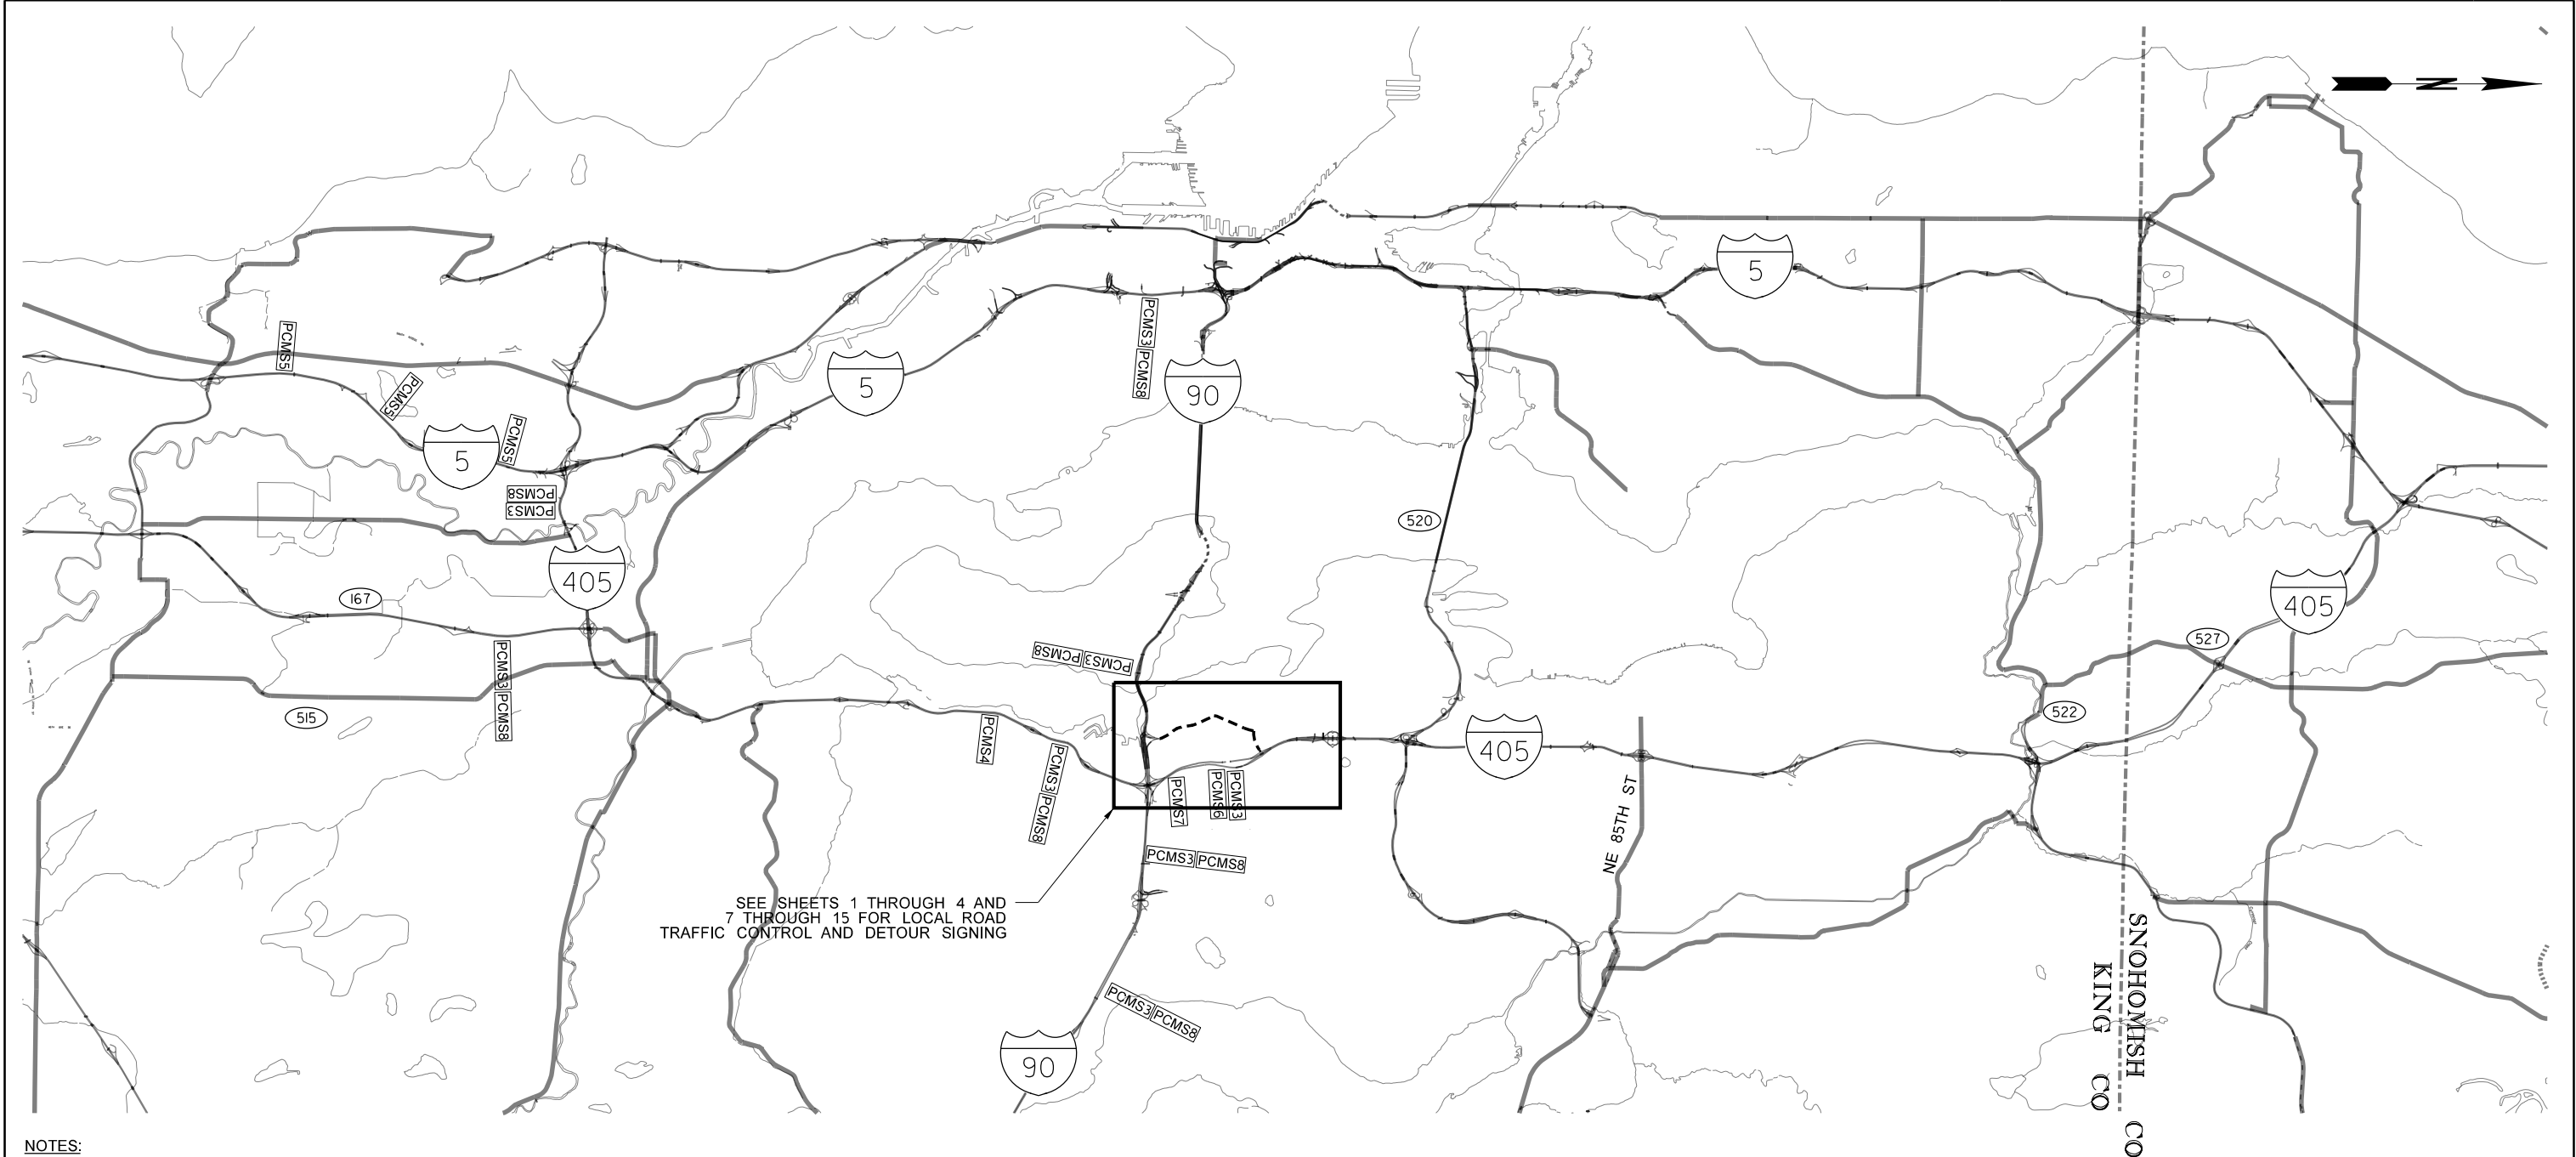 N
5
PCMS3 PCMS8
PCMS5
5
90
PCMS5
PCMS5
5
PCMS8
PCMS3
520
405
167
405
527
PCMS3 PCMS8
PCMS3 PCMS8
515
522
PCMS4
405
PCMS3 PCMS8
PCMS7
PCMS6
PCMS3
NE 85TH ST
PCMS3 PCMS8
SEE SHEETS 1 THROUGH 4 AND
7 THROUGH 15 FOR LOCAL ROAD
TRAFFIC CONTROL AND DETOUR SIGNING
PCMS3 PCMS8
90
SNOHOMISH CO
KING CO
NOTES: